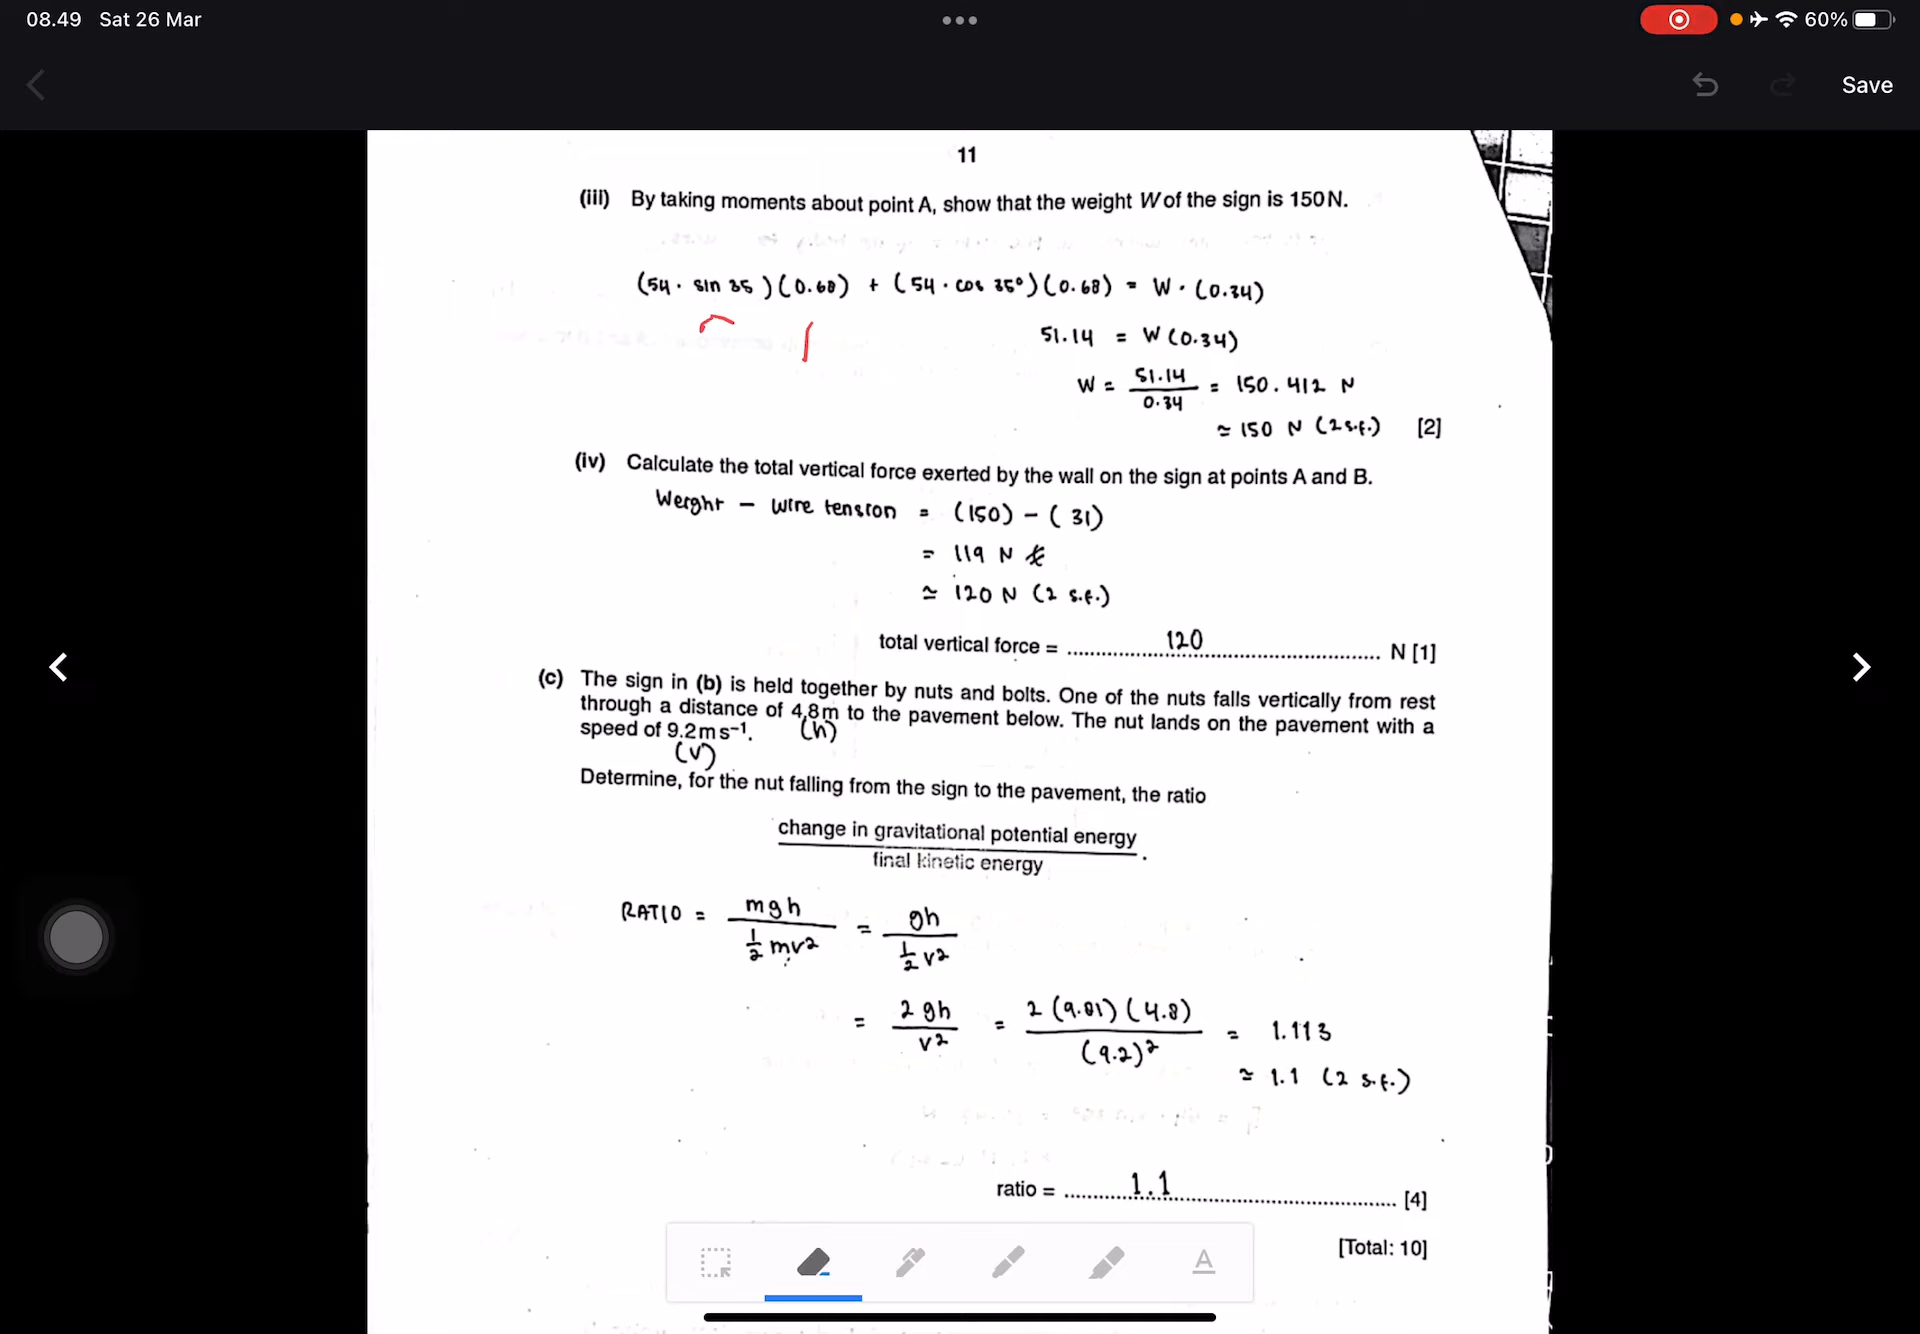 08.49 Sat 26 Mar
60%
Save
11
(iii) By taking moments about point A, show that the weight W of the sign is 150 N.
(54 · sin 35)(0.68) + (54 · cos 35°)(0.68) = W · (0.34)
51.14 = W (0.34)
W = 51.14 / 0.34 = 150.412 N
≃ 150 N (2 s.f.) [2]
(iv) Calculate the total vertical force exerted by the wall on the sign at points A and B.
Weight – wire tension = (150) – (31)
= 119 N
≃ 120 N (2 s.f.)
total vertical force = 120 N [1]
(c) The sign in (b) is held together by nuts and bolts. One of the nuts falls vertically from rest
through a distance of 4.8 m to the pavement below. The nut lands on the pavement with a
speed of 9.2 m s⁻¹. (h)
(v)
Determine, for the nut falling from the sign to the pavement, the ratio
change in gravitational potential energy
final kinetic energy .
RATIO = mgh / ½ mv² = gh / ½ v²
= 2gh / v² = 2 (9.81) (4.8) / (9.2)² = 1.113
≃ 1.1 (2 s.f.)
ratio = 1.1 [4]
[Total: 10]
A